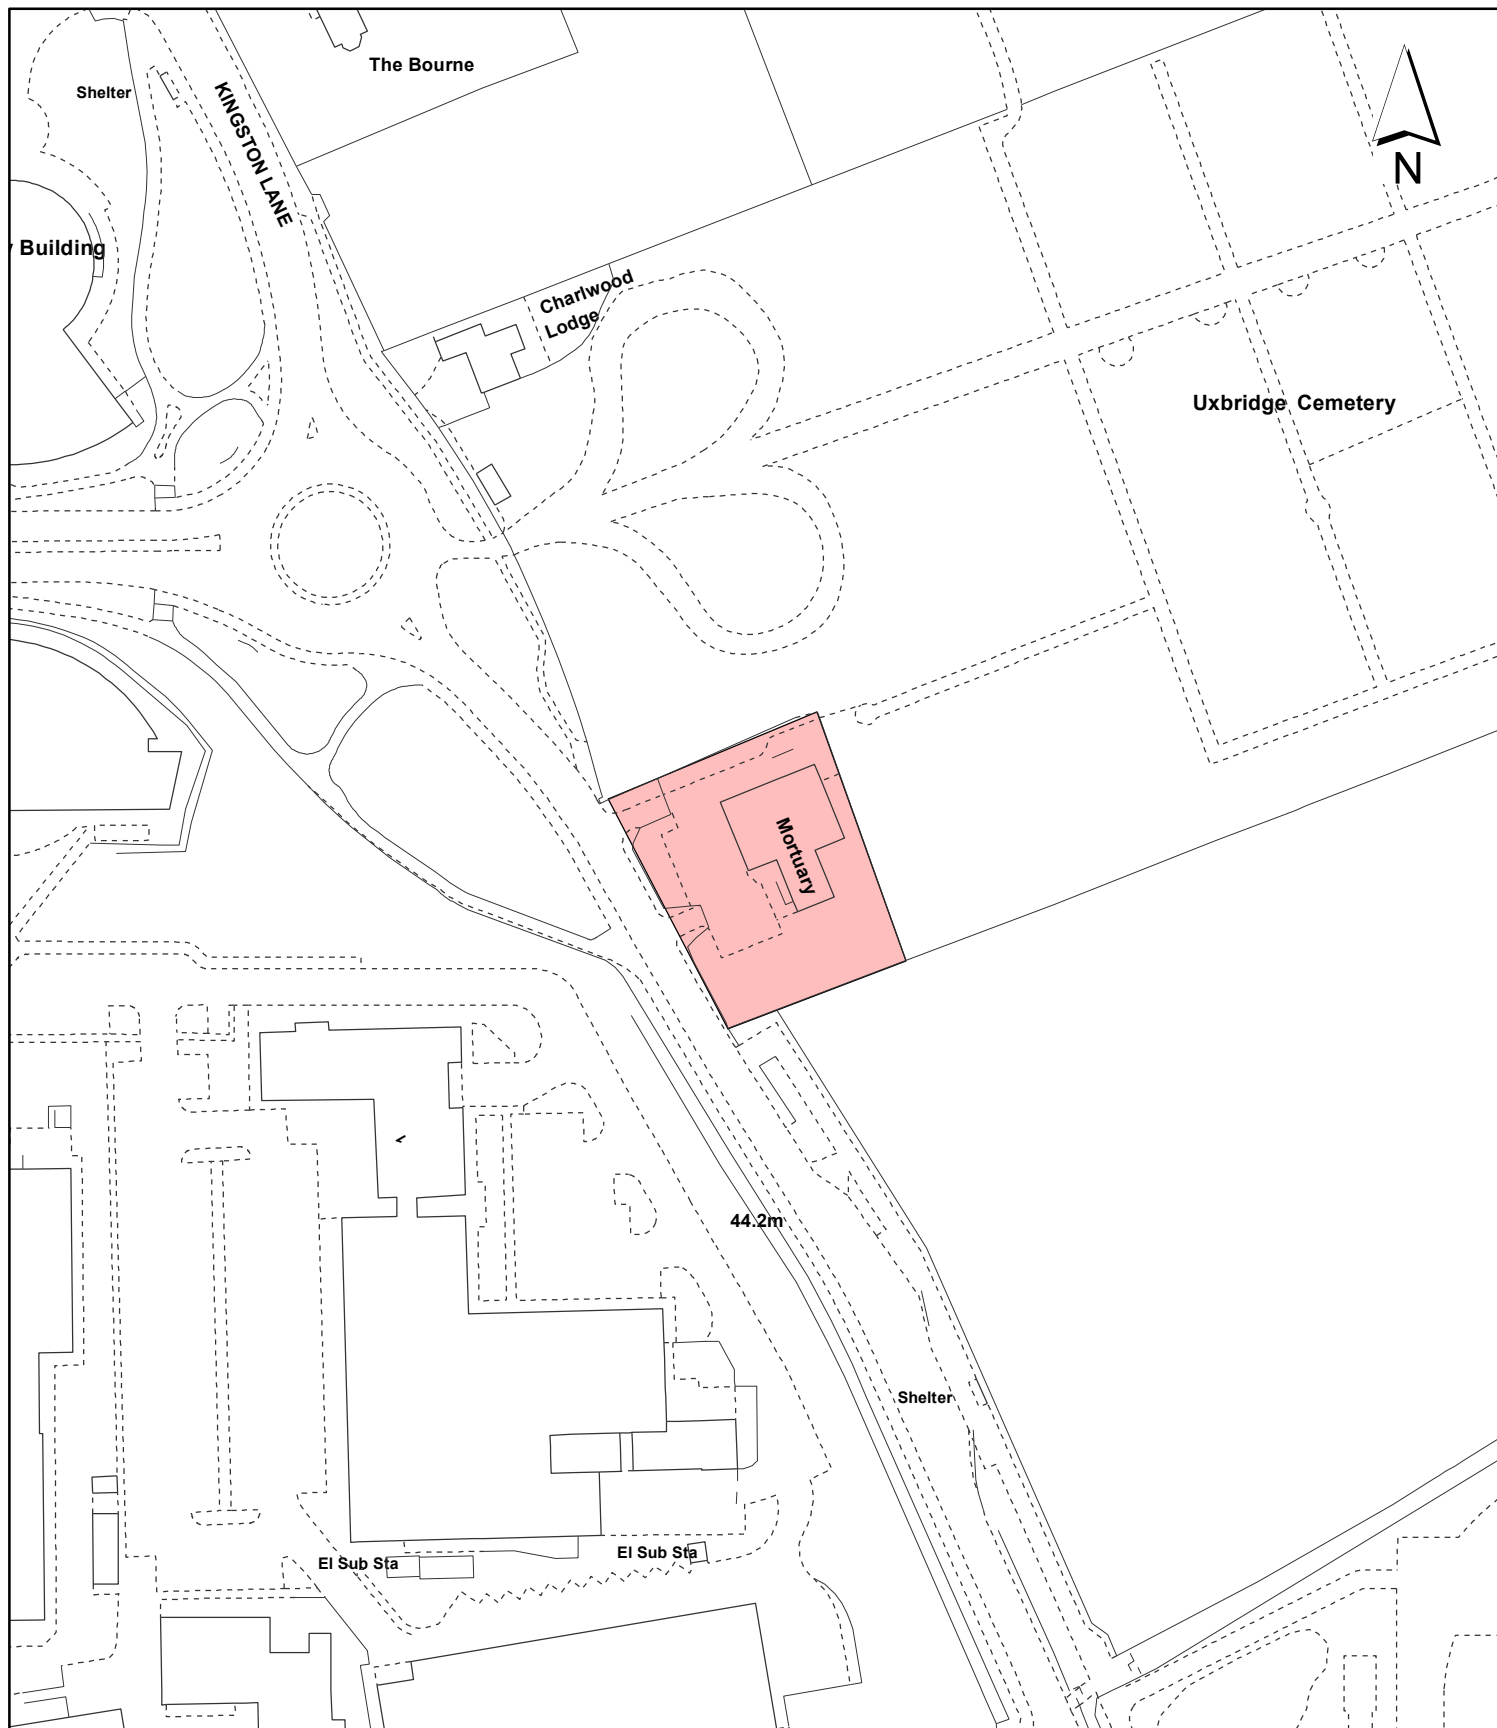 The Bourne
Shelter
KINGSTON LANE
N
Building
Charlwood
Lodge
Uxbridge Cemetery
Mortuary
44.2m
Shelter
El Sub Sta
El Sub Sta